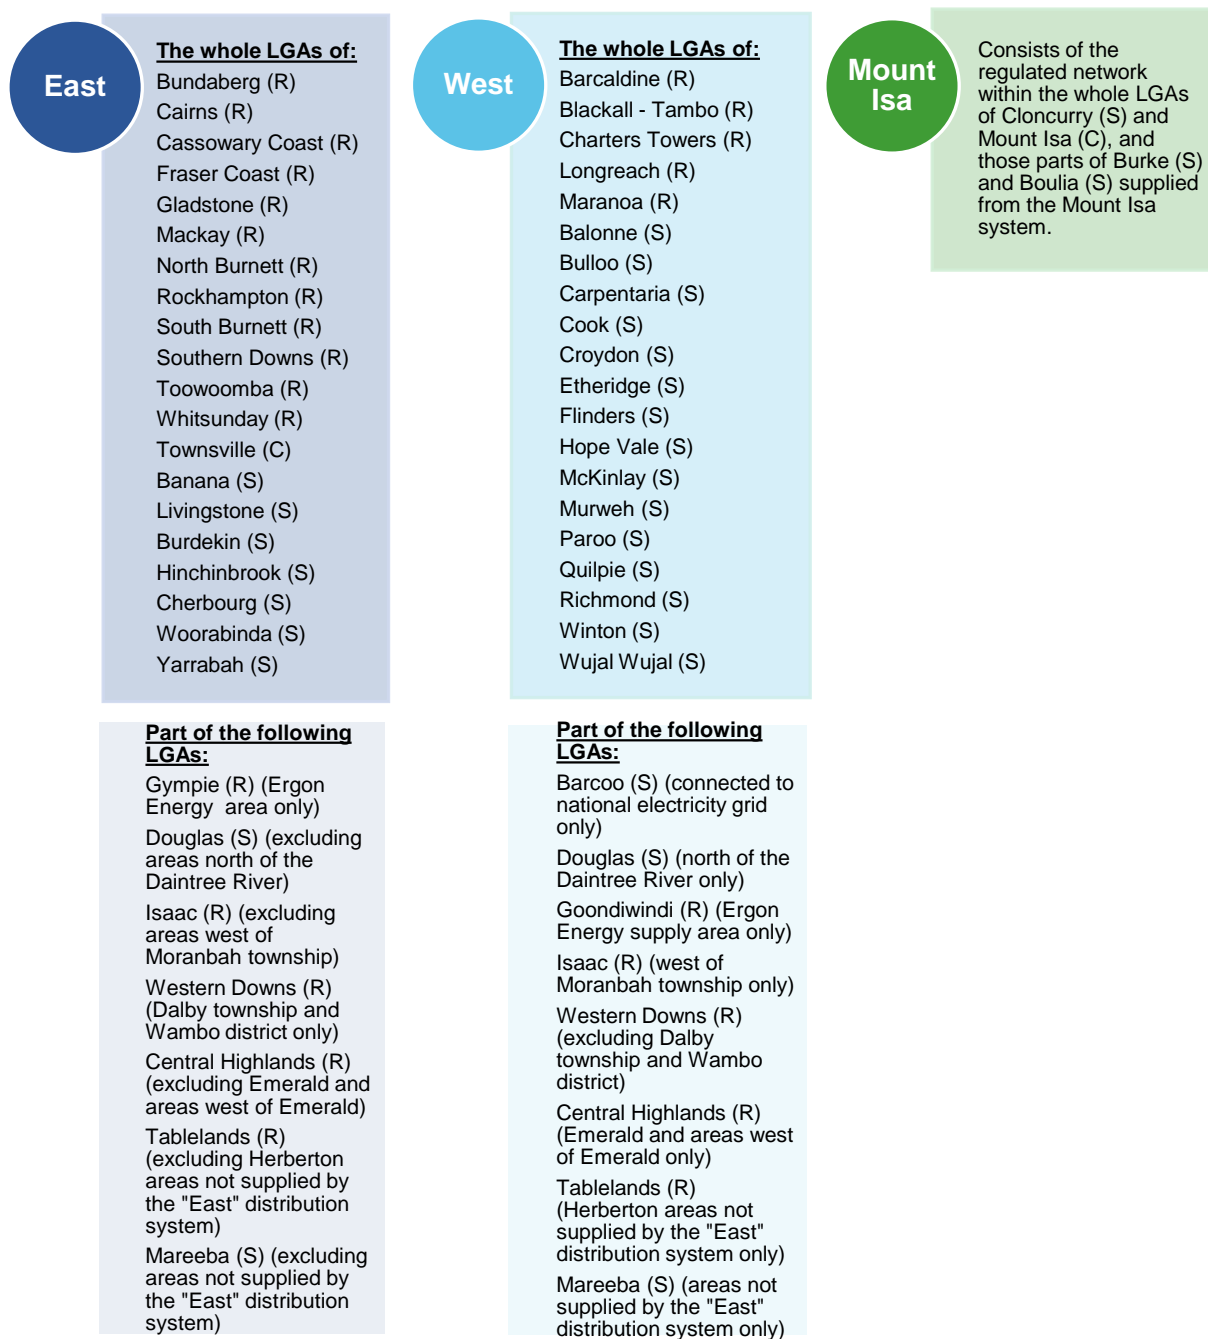 East
The whole LGAs of:
Bundaberg (R)
Cairns (R)
Cassowary Coast (R)
Fraser Coast (R)
Gladstone (R)
Mackay (R)
North Burnett (R)
Rockhampton (R)
South Burnett (R)
Southern Downs (R)
Toowoomba (R)
Whitsunday (R)
Townsville (C)
Banana (S)
Livingstone (S)
Burdekin (S)
Hinchinbrook (S)
Cherbourg (S)
Woorabinda (S)
Yarrabah (S)
Part of the following
LGAs:
Gympie (R) (Ergon
Energy area only)
Douglas (S) (excluding
areas north of the
Daintree River)
Isaac (R) (excluding
areas west of
Moranbah township)
Western Downs (R)
(Dalby township and
Wambo district only)
Central Highlands (R)
(excluding Emerald and
areas west of Emerald)
Tablelands (R)
(excluding Herberton
areas not supplied by
the "East" distribution
system)
Mareeba (S) (excluding
areas not supplied by
the "East" distribution
system)
West
The whole LGAs of:
Barcaldine (R)
Blackall - Tambo (R)
Charters Towers (R)
Longreach (R)
Maranoa (R)
Balonne (S)
Bulloo (S)
Carpentaria (S)
Cook (S)
Croydon (S)
Etheridge (S)
Flinders (S)
Hope Vale (S)
McKinlay (S)
Murweh (S)
Paroo (S)
Quilpie (S)
Richmond (S)
Winton (S)
Wujal Wujal (S)
Part of the following
LGAs:
Barcoo (S) (connected to
national electricity grid
only)
Douglas (S) (north of the
Daintree River only)
Goondiwindi (R) (Ergon
Energy supply area only)
Isaac (R) (west of
Moranbah township only)
Western Downs (R)
(excluding Dalby
township and Wambo
district)
Central Highlands (R)
(Emerald and areas west
of Emerald only)
Tablelands (R)
(Herberton areas not
supplied by the "East"
distribution system only)
Mareeba (S) (areas not
supplied by the "East"
distribution system only)
Mount
Isa
Consists of the
regulated network
within the whole LGAs
of Cloncurry (S) and
Mount Isa (C), and
those parts of Burke (S)
and Boulia (S) supplied
from the Mount Isa
system.